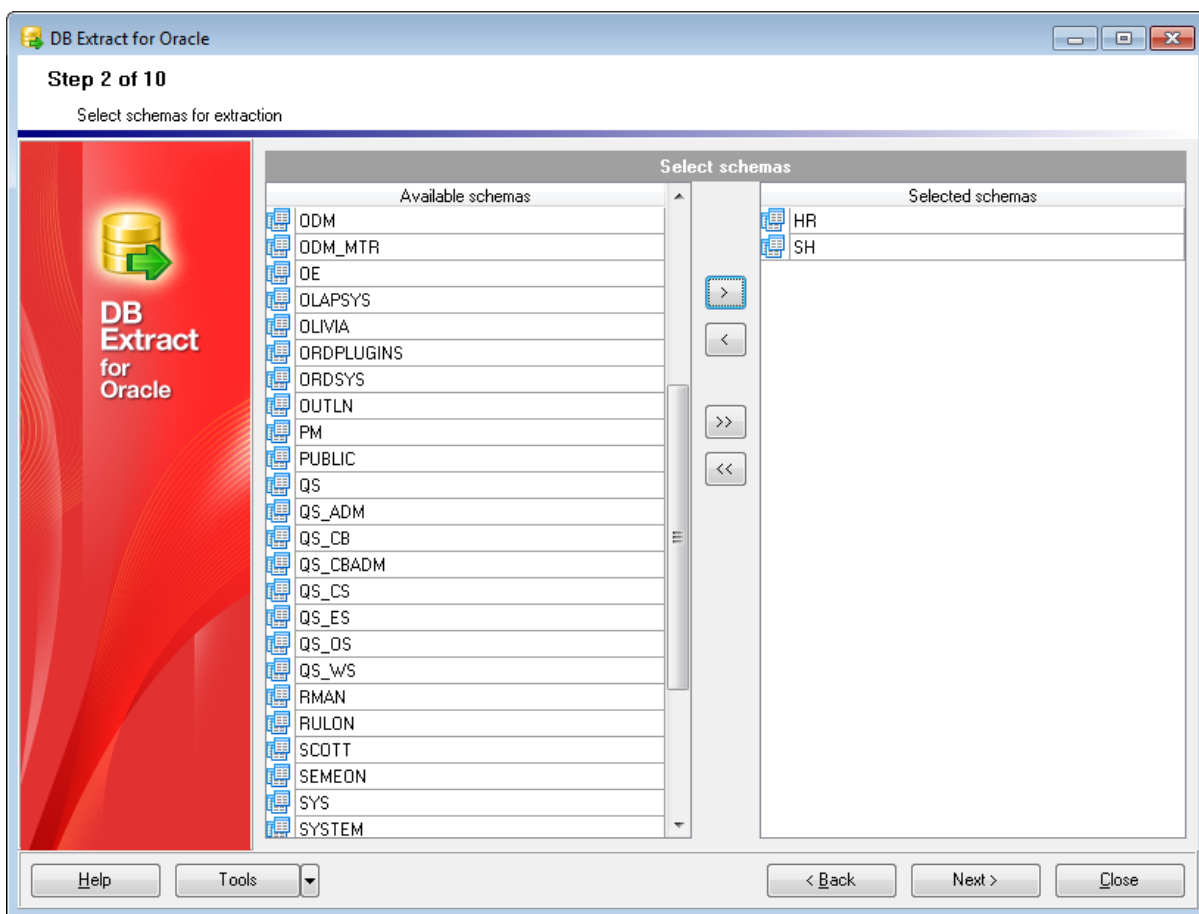 DB Extract for Oracle
Step 2 of 10
Select schemas for extraction
DB
Extract
for
Oracle
Select schemas
Available schemas
ODM
ODM_MTR
OE
OLAPSYS
OLIVIA
ORDPLUGINS
ORDSYS
OUTLN
PM
PUBLIC
QS
QS_ADM
QS_CB
QS_CBADM
QS_CS
QS_ES
QS_OS
QS_WS
RMAN
RULON
SCOTT
SEMEON
SYS
SYSTEM
>
<
>>
<<
Selected schemas
HR
SH
Help
Tools
< Back
Next >
Close